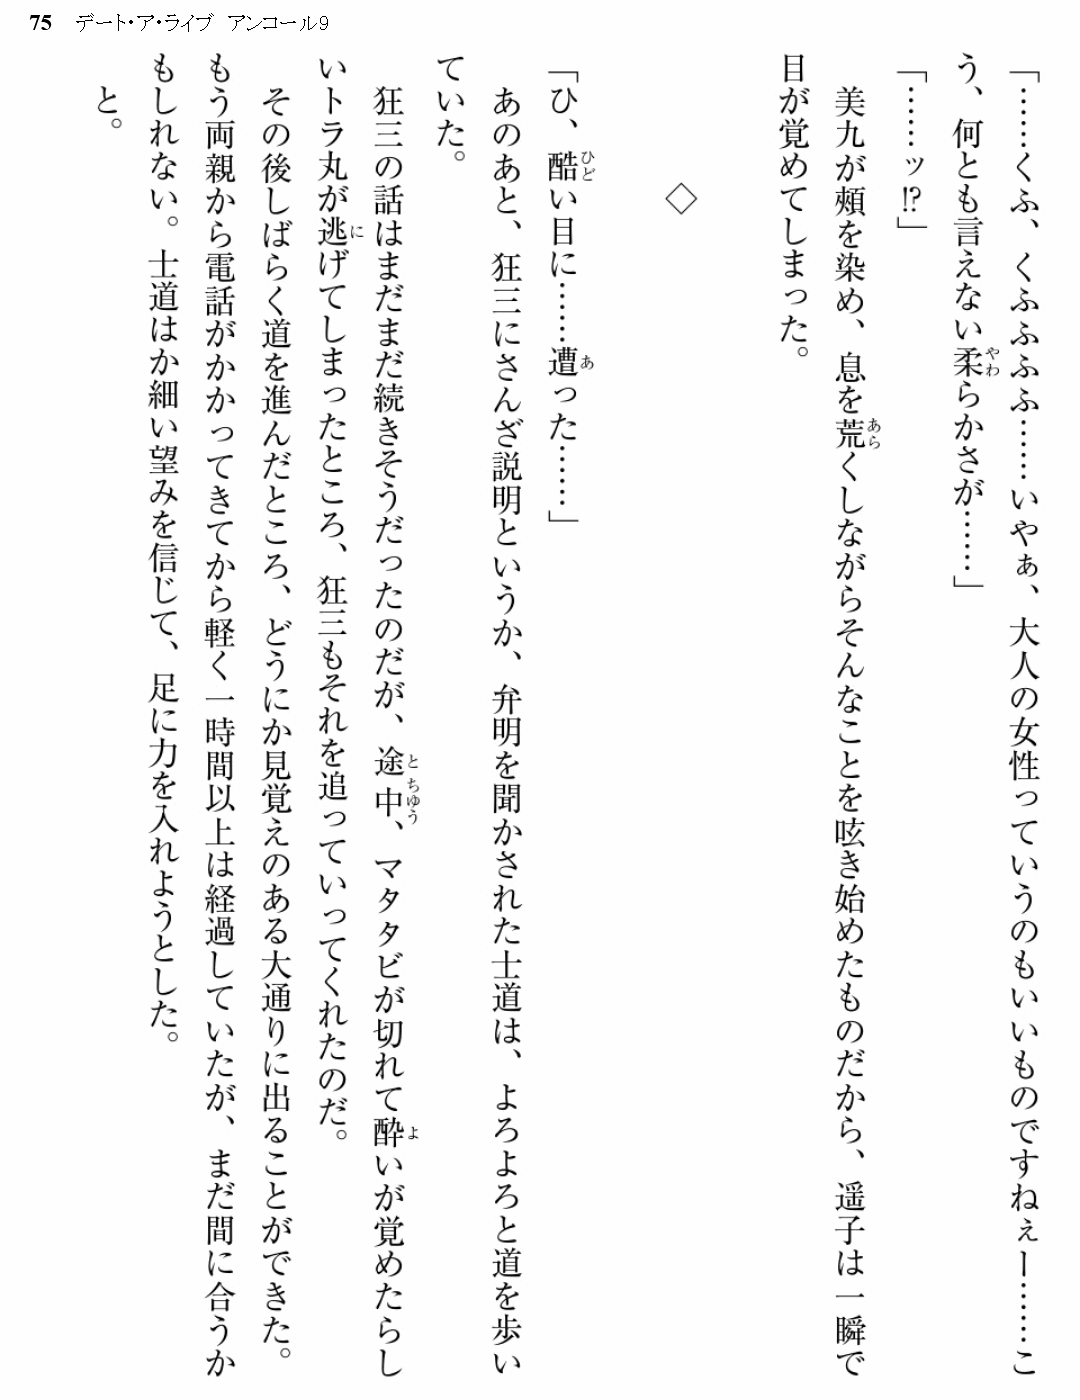 75 デート・ア・ライブ アンコール9
「……くふ、くふふふふ……いやぁ、大人の女性っていうのもいいものですねぇー……こ
う、何とも言えない柔らかさが……」
「……ッ!?」
美九が頰を染め、息を荒くしながらそんなことを呟き始めたものだから、遥子は一瞬で
目が覚めてしまった。
◇
「ひ、酷い目に……遭った……」
あのあと、狂三にさんざ説明というか、弁明を聞かされた士道は、よろよろと道を歩い
ていた。
狂三の話はまだまだ続きそうだったのだが、途中、マタタビが切れて酔いが覚めたらし
いトラ丸が逃げてしまったところ、狂三もそれを追っていってくれたのだ。
その後しばらく道を進んだところ、どうにか見覚えのある大通りに出ることができた。
もう両親から電話がかかってきてから軽く一時間以上は経過していたが、まだ間に合うか
もしれない。士道はか細い望みを信じて、足に力を入れようとした。
と。